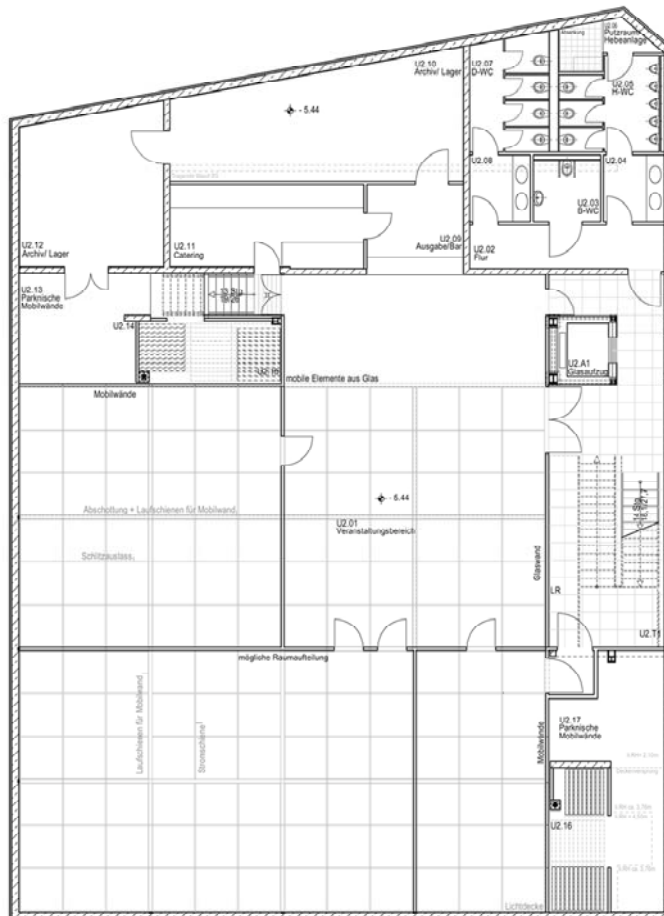 U2.06
Putzraum/
Hebeanlage
U2.10
Archiv/ Lager
U2.07
D-WC
U2.05
H-WC
- 5.44
U2.08
U2.04
U2.03
B-WC
U2.12
Archiv/ Lager
U2.11
Catering
U2.09
Ausgabe/Bar
U2.02
Flur
U2.13
Parknische
Mobilwände
U2.14
U2.15
mobile Elemente aus Glas
U2.A1
Glasaufzug
Mobilwände
- 5.44
Abschottung + Laufschienen für Mobilwand.
U2.01
Veranstaltungsbereich
Schlitzauslass.
Glaswand
LR
U2.T1
mögliche Raumaufteilung
Laufschienen für Mobilwand.
Stromschiene
Mobilwände
U2.17
Parknische
Mobilwände
U2.16
Lichtdecke